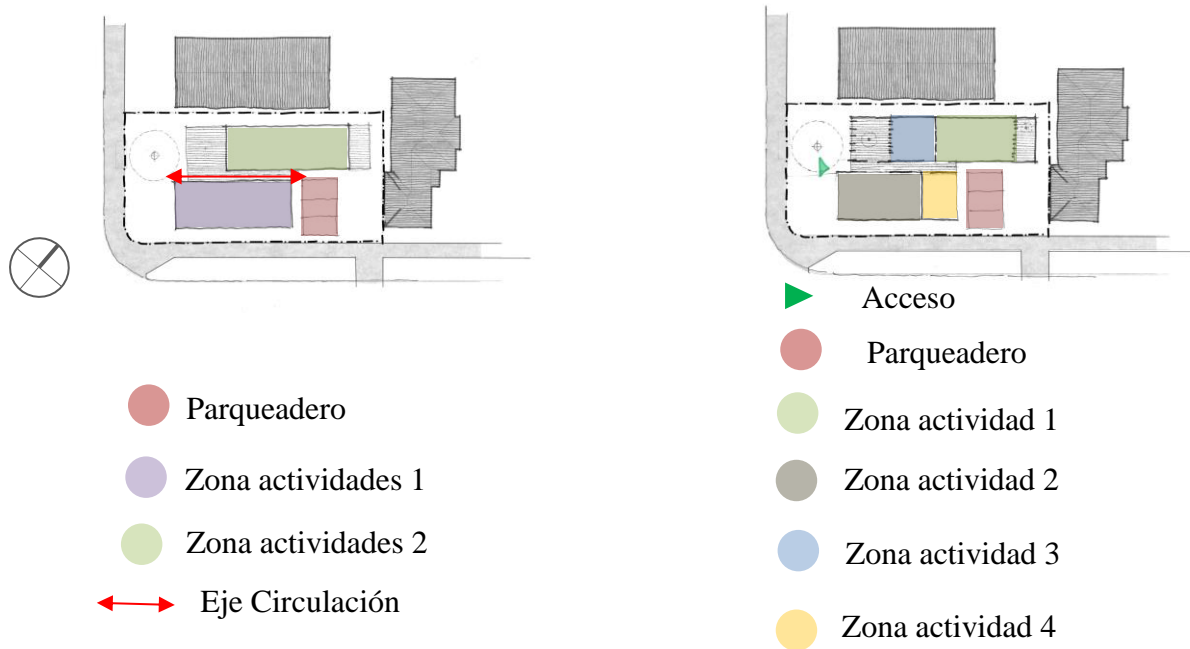 Parqueadero
Zona actividades 1
Zona actividades 2
Eje Circulación
Acceso
Parqueadero
Zona actividad 1
Zona actividad 2
Zona actividad 3
Zona actividad 4